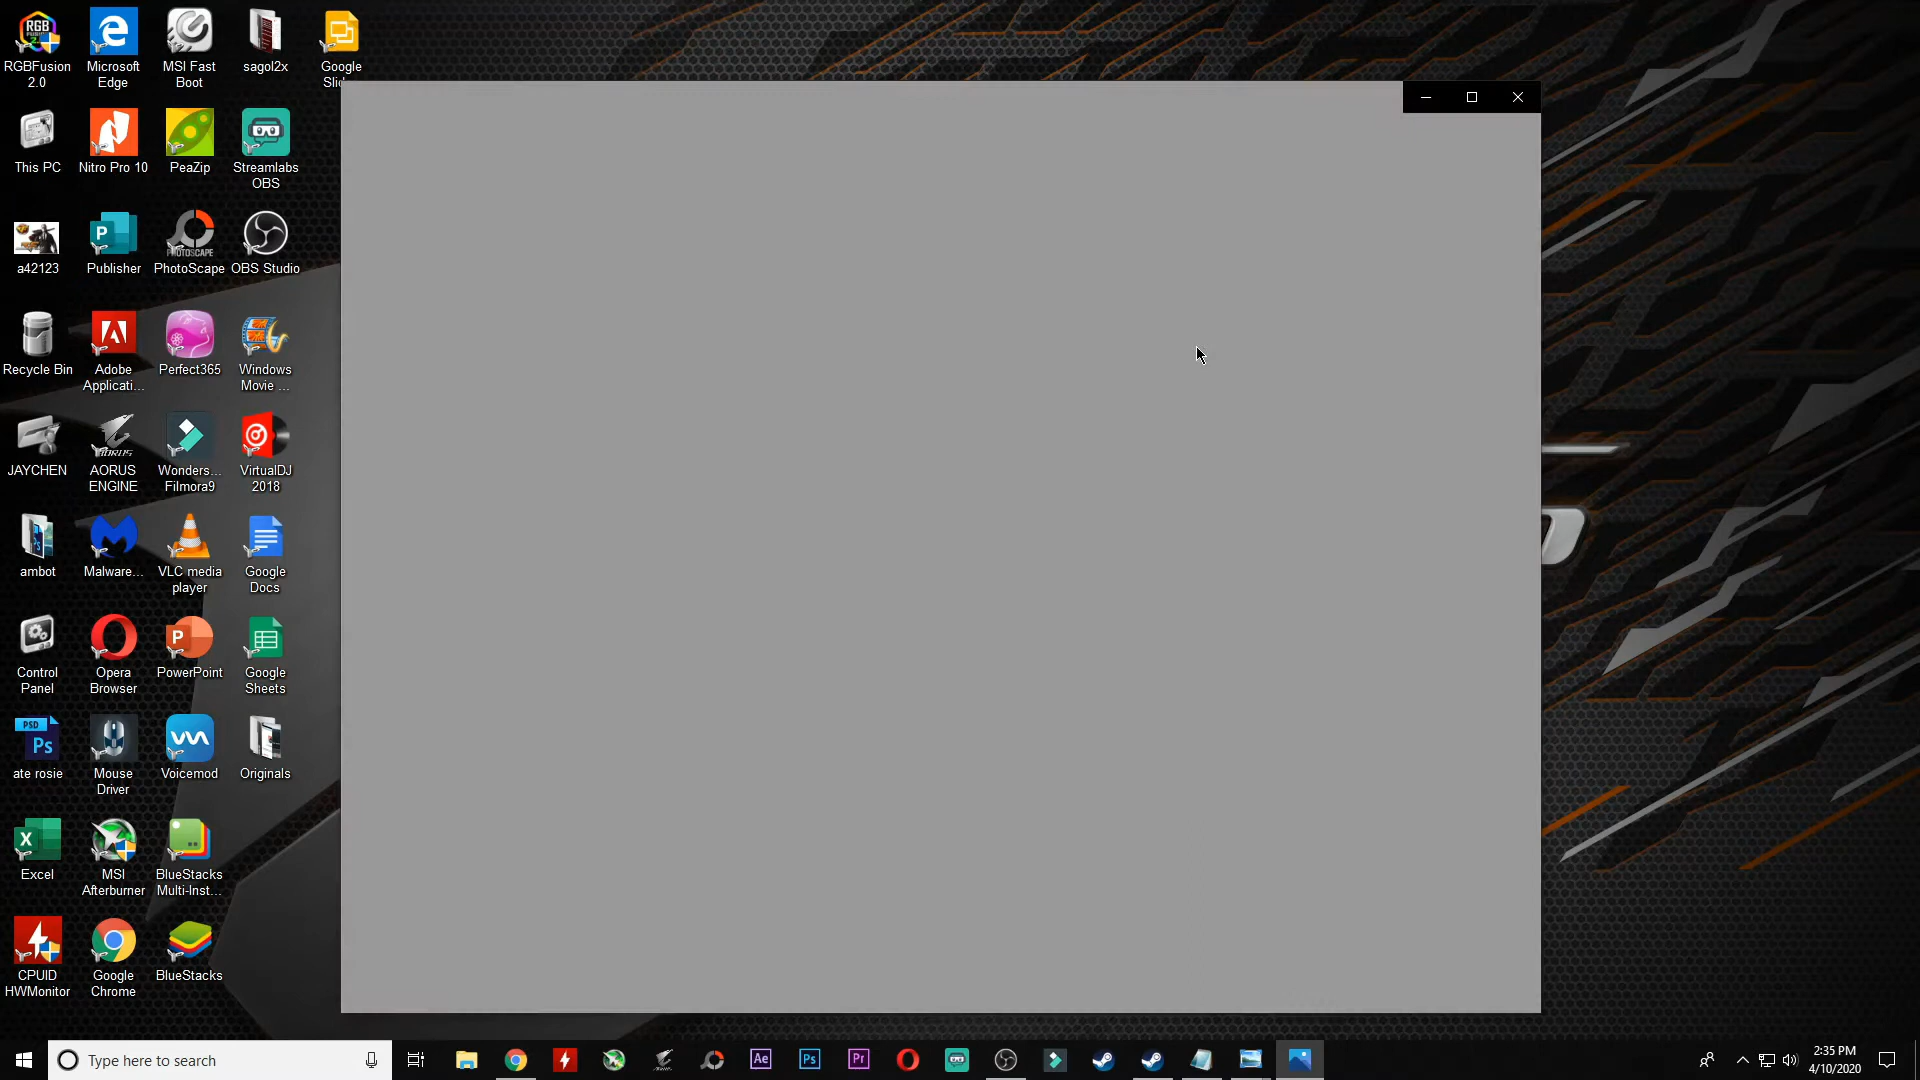 RGBFusion
2.0
Microsoft
Edge
MSI Fast
Boot
sagol2x
Google
This PC
Nitro Pro 10
PeaZip
Streamlabs
OBS
a42123
Publisher
PhotoScape
OBS Studio
Recycle Bin
Adobe
Applicati...
Perfect365
Windows
Movie ...
JAYCHEN
AORUS
ENGINE
Wonders...
Filmora9
VirtualDJ
2018
ambot
Malware...
VLC media
player
Google
Docs
Control
Panel
Opera
Browser
PowerPoint
Google
Sheets
ate rosie
Mouse
Driver
Voicemod
Originals
Excel
MSI
Afterburner
BlueStacks
Multi-Inst...
CPUID
HWMonitor
Google
Chrome
BlueStacks
Type here to search
Ae
Ps
Pr
2:35 PM
4/10/2020